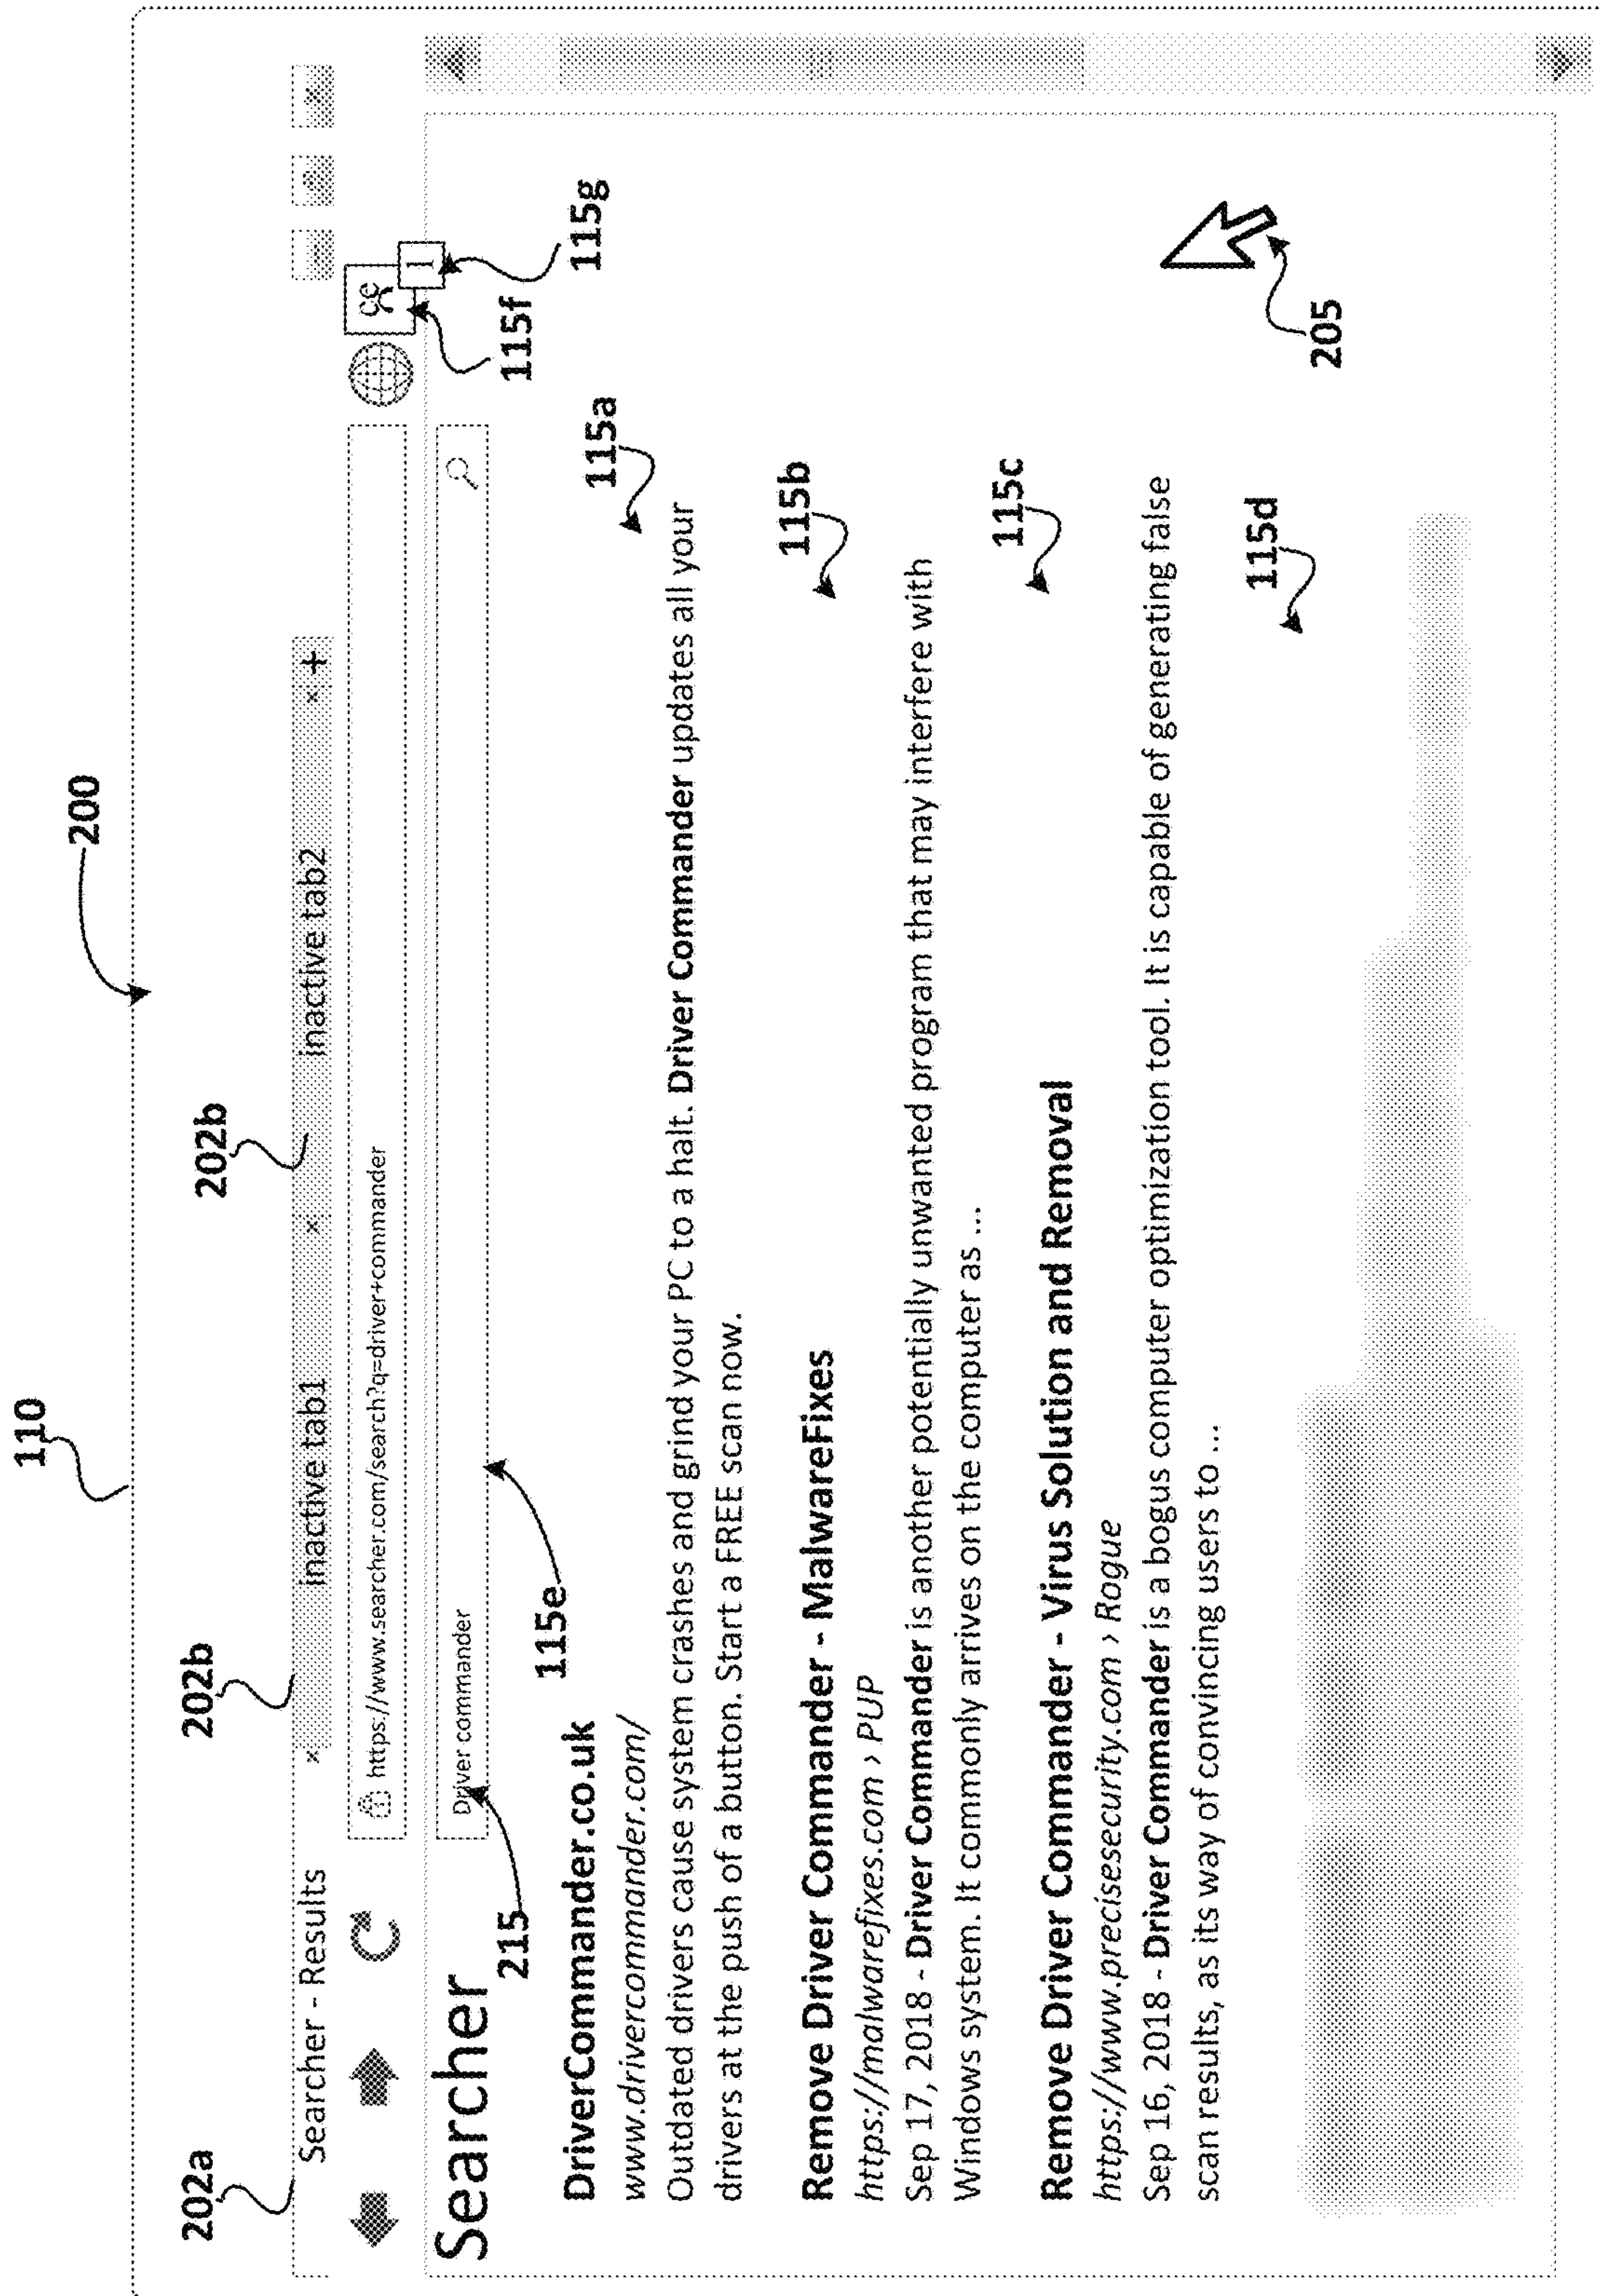 110
200
202a
202b
202b
Searcher - Results × inactive tab1 × inactive tab2 × +
https://www.searcher.com/search?q=driver+commander
ce
1
Searcher
Driver commander
215
115e
115f
115g
DriverCommander.co.uk
115a
www.drivercommander.com/
Outdated drivers cause system crashes and grind your PC to a halt. Driver Commander updates all your
drivers at the push of a button. Start a FREE scan now.
115b
Remove Driver Commander - MalwareFixes
https://malwarefixes.com › PUP
Sep 17, 2018 - Driver Commander is another potentially unwanted program that may interfere with
Windows system. It commonly arrives on the computer as ...
115c
Remove Driver Commander - Virus Solution and Removal
https://www.precisesecurity.com › Rogue
Sep 16, 2018 - Driver Commander is a bogus computer optimization tool. It is capable of generating false
scan results, as its way of convincing users to ...
115d
205